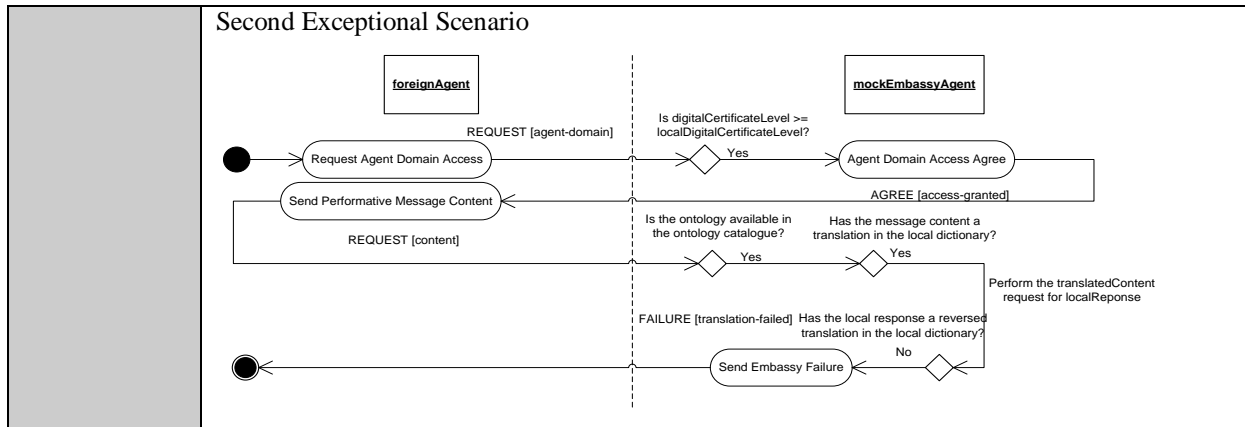 Second Exceptional Scenario
foreignAgent
mockEmbassyAgent
Is digitalCertificateLevel >=
localDigitalCertificateLevel?
REQUEST [agent-domain]
Yes
Request Agent Domain Access
Agent Domain Access Agree
AGREE [access-granted]
Send Performative Message Content
Is the ontology available in
the ontology catalogue?
Has the message content a
translation in the local dictionary?
REQUEST [content]
Yes
Yes
Perform the translatedContent
request for localReponse
FAILURE [translation-failed]
Has the local response a reversed
translation in the local dictionary?
No
Send Embassy Failure